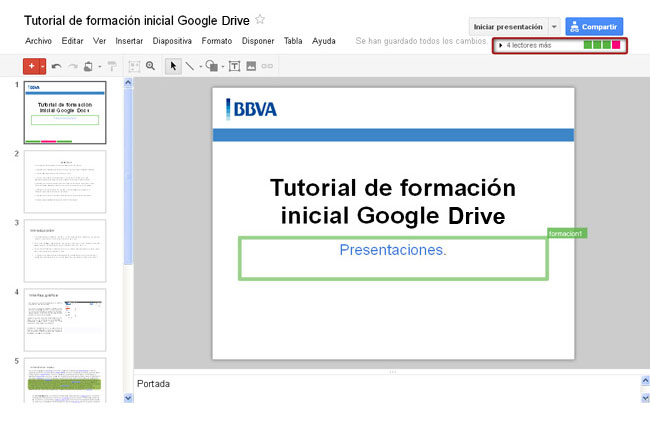 Tutorial de formación inicial Google Drive
Iniciar presentación
Compartir
Archivo Editar Ver Insertar Diapositiva Formato Disponer Tabla Ayuda Se han guardado todos los cambios.
4 lectores más
1
BBVA
Tutorial de formación
inicial Google Docs
2
3
Introducción
4
Interfaz gráfica
5
BBVA
Tutorial de formación
inicial Google Drive
formacion1
Presentaciones.
Portada